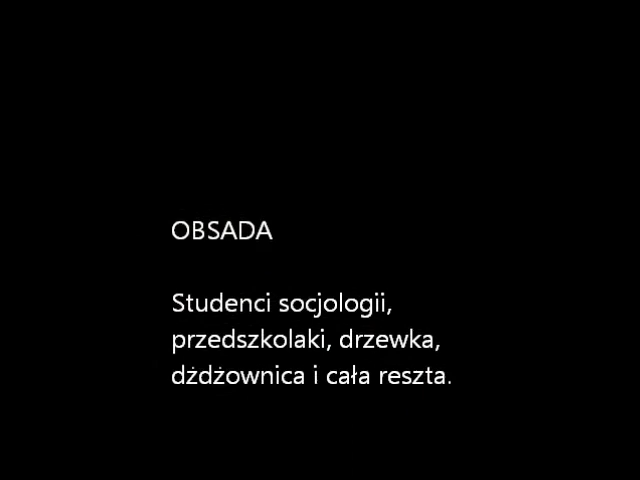 OBSADA
Studenci socjologii,
przedszkolaki, drzewka,
dżdżownica i cała reszta.